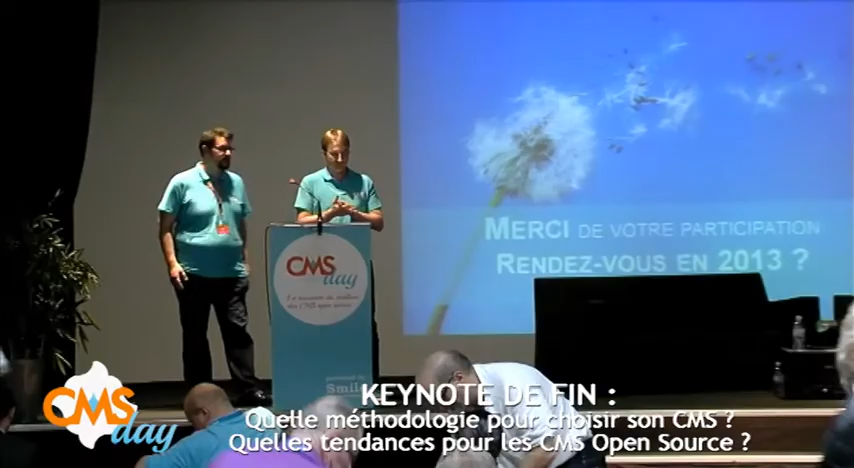 MERCI DE VOTRE PARTICIPATION
RENDEZ-VOUS EN 2013 ?
CMS
day
Smile
KEYNOTE DE FIN :
Quelle méthodologie pour choisir son CMS ?
Quelles tendances pour les CMS Open Source ?
CMS
day